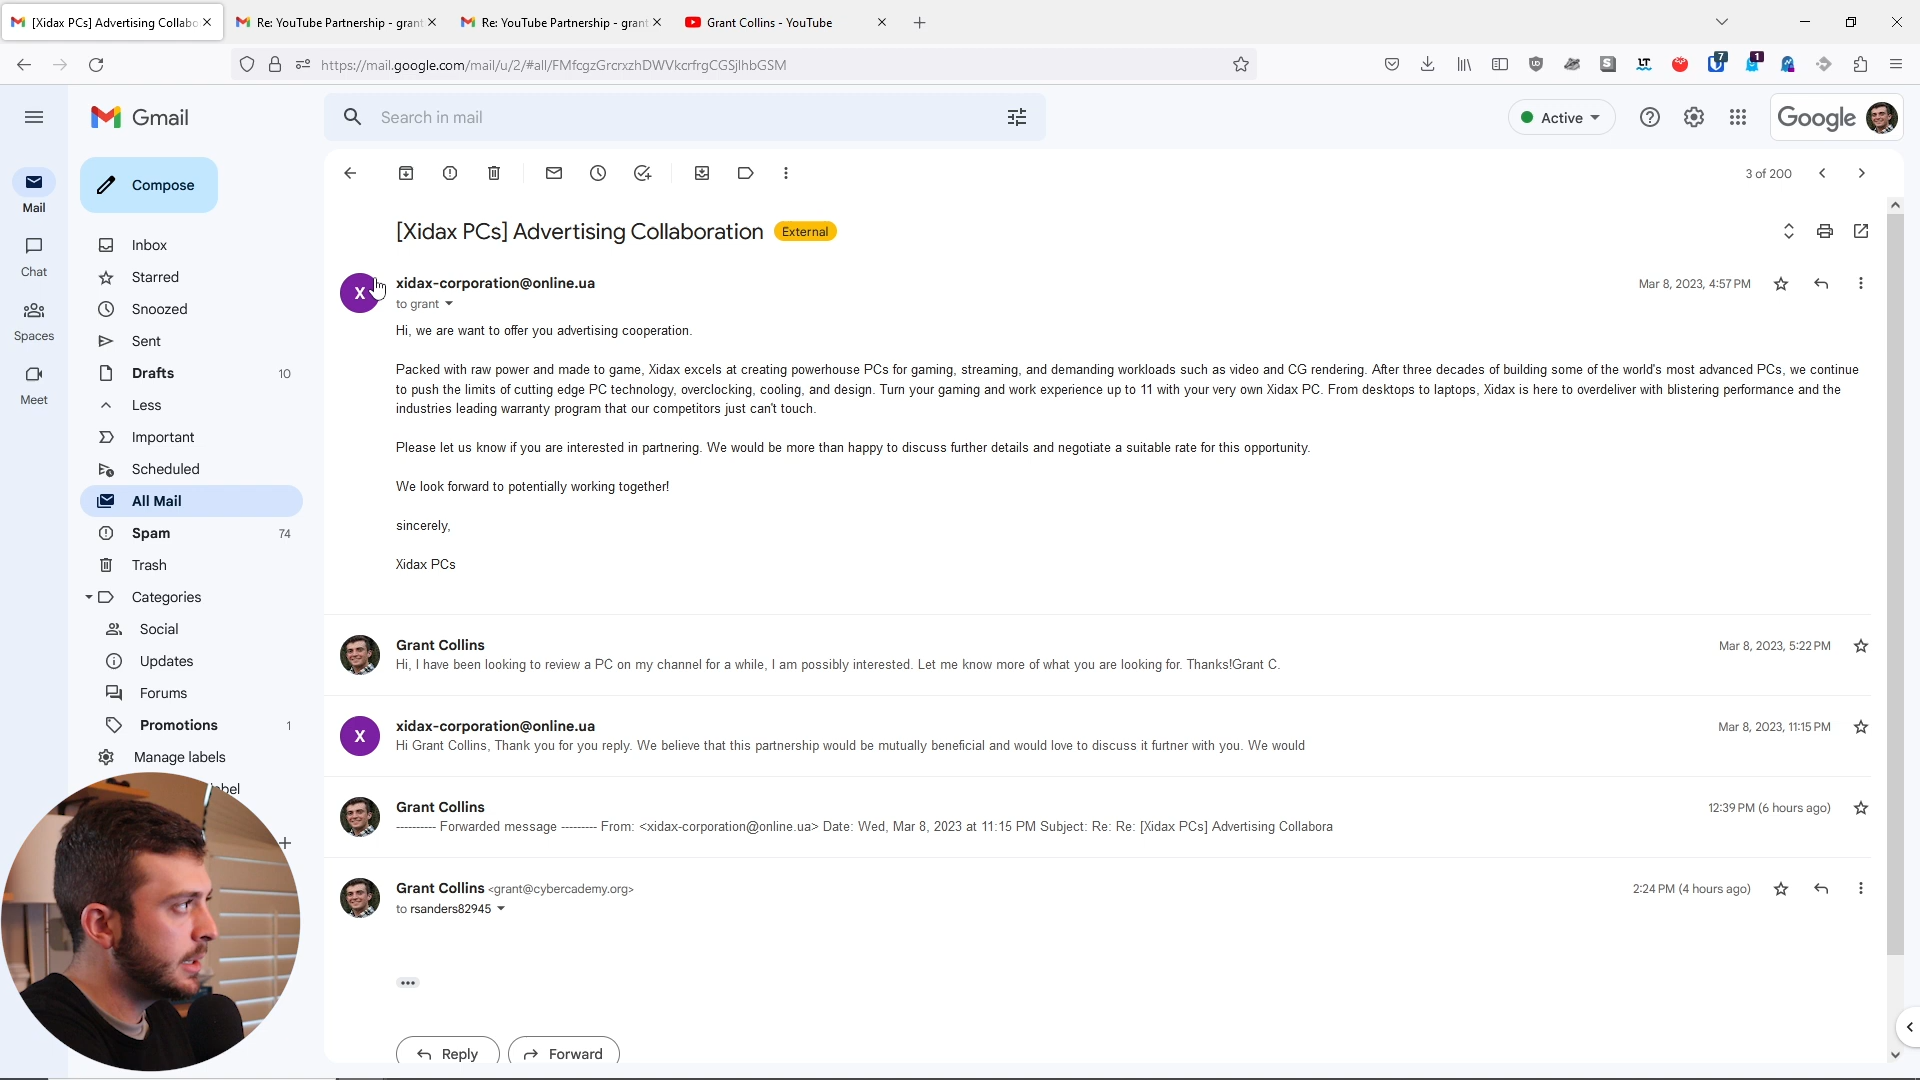 [Xidax PCs] Advertising Collabo
Re: YouTube Partnership - grant
Re: YouTube Partnership - grant
Grant Collins - YouTube
https://mail.google.com/mail/u/2/#all/FMfcgzGrcrxzhDWVkcrfrgCGSjlhbGSM
7
1
Gmail
Search in mail
Active
Google
Compose
3 of 200
Mail
Chat
Spaces
Meet
Inbox
Starred
Snoozed
Sent
Drafts 10
Less
Important
Scheduled
All Mail
Spam 74
Trash
Categories
Social
Updates
Forums
Promotions 1
Manage labels
[Xidax PCs] Advertising Collaboration External
X
xidax-corporation@online.ua Mar 8, 2023, 4:57 PM
to grant
Hi, we are want to offer you advertising cooperation.
Packed with raw power and made to game, Xidax excels at creating powerhouse PCs for gaming, streaming, and demanding workloads such as video and CG rendering. After three decades of building some of the world's most advanced PCs, we continue
to push the limits of cutting edge PC technology, overclocking, cooling, and design. Turn your gaming and work experience up to 11 with your very own Xidax PC. From desktops to laptops, Xidax is here to overdeliver with blistering performance and the
industries leading warranty program that our competitors just can't touch.
Please let us know if you are interested in partnering. We would be more than happy to discuss further details and negotiate a suitable rate for this opportunity.
We look forward to potentially working together!
sincerely,
Xidax PCs
Grant Collins Mar 8, 2023, 5:22 PM
Hi, I have been looking to review a PC on my channel for a while, I am possibly interested. Let me know more of what you are looking for. Thanks!Grant C.
X
xidax-corporation@online.ua Mar 8, 2023, 11:15 PM
Hi Grant Collins, Thank you for you reply. We believe that this partnership would be mutually beneficial and would love to discuss it furtner with you. We would
Grant Collins 12:39 PM (6 hours ago)
---------- Forwarded message --------- From: <xidax-corporation@online.ua> Date: Wed, Mar 8, 2023 at 11:15 PM Subject: Re: Re: [Xidax PCs] Advertising Collabora
Grant Collins <grant@cybercademy.org> 2:24 PM (4 hours ago)
to rsanders82945
Reply
Forward